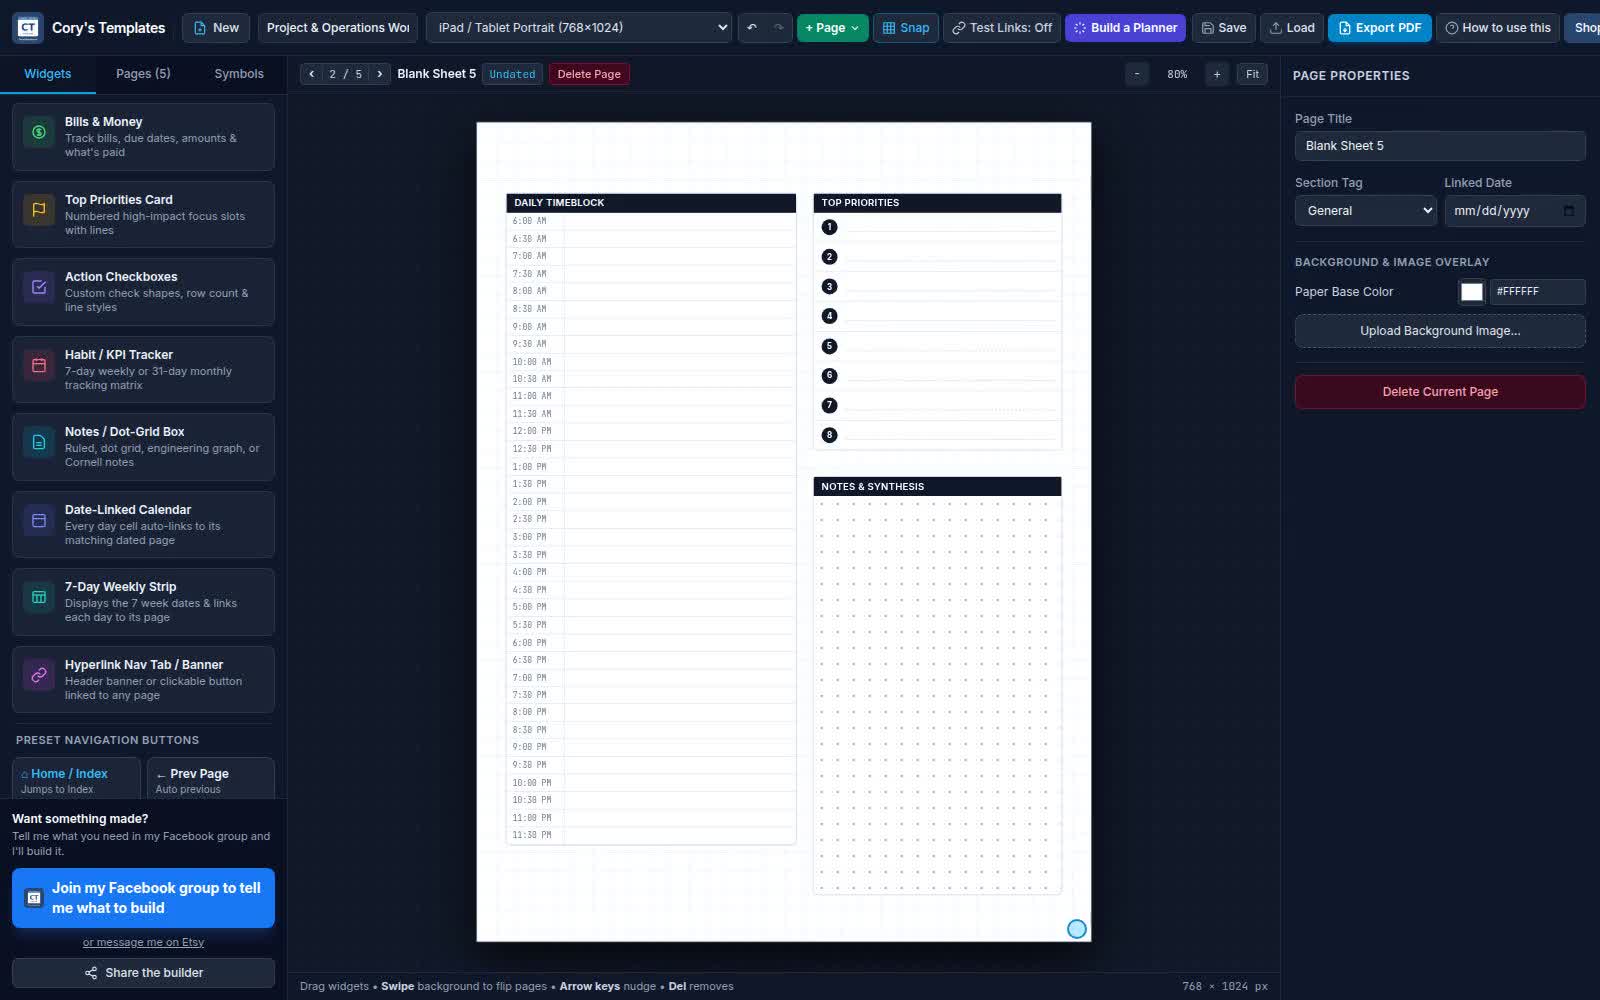 Cory's Templates
New
Project & Operations Wor
iPad / Tablet Portrait (768×1024)
+ Page
Snap
Test Links: Off
Build a Planner
Save
Load
Export PDF
How to use this
Shop
Widgets
Pages (5)
Symbols
2 / 5
Blank Sheet 5
Undated
Delete Page
-
80%
+
Fit
PAGE PROPERTIES
Bills & Money
Track bills, due dates, amounts &
what's paid
Top Priorities Card
Numbered high-impact focus slots
with lines
Action Checkboxes
Custom check shapes, row count &
line styles
Habit / KPI Tracker
7-day weekly or 31-day monthly
tracking matrix
Notes / Dot-Grid Box
Ruled, dot grid, engineering graph, or
Cornell notes
Date-Linked Calendar
Every day cell auto-links to its
matching dated page
7-Day Weekly Strip
Displays the 7 week dates & links
each day to its page
Hyperlink Nav Tab / Banner
Header banner or clickable button
linked to any page
PRESET NAVIGATION BUTTONS
⌂ Home / Index
Jumps to Index
← Prev Page
Auto previous
Want something made?
Tell me what you need in my Facebook group and
I'll build it.
CT
Join my Facebook group to tell
me what to build
or message me on Etsy
Share the builder
DAILY TIMEBLOCK
6:00 AM
6:30 AM
7:00 AM
7:30 AM
8:00 AM
8:30 AM
9:00 AM
9:30 AM
10:00 AM
10:30 AM
11:00 AM
11:30 AM
12:00 PM
12:30 PM
1:00 PM
1:30 PM
2:00 PM
2:30 PM
3:00 PM
3:30 PM
4:00 PM
4:30 PM
5:00 PM
5:30 PM
6:00 PM
6:30 PM
7:00 PM
7:30 PM
8:00 PM
8:30 PM
9:00 PM
9:30 PM
10:00 PM
10:30 PM
11:00 PM
11:30 PM
TOP PRIORITIES
1
2
3
4
5
6
7
8
NOTES & SYNTHESIS
Drag widgets • Swipe background to flip pages • Arrow keys nudge • Del removes
768 × 1024 px
Page Title
Blank Sheet 5
Section Tag
Linked Date
General
mm/dd/yyyy
BACKGROUND & IMAGE OVERLAY
Paper Base Color
#FFFFFF
Upload Background Image...
Delete Current Page